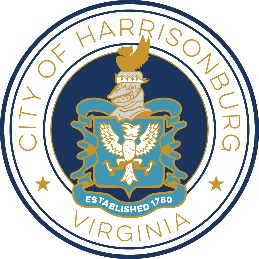 CITY OF HARRISONBURG
ESTABLISHED 1780
VIRGINIA